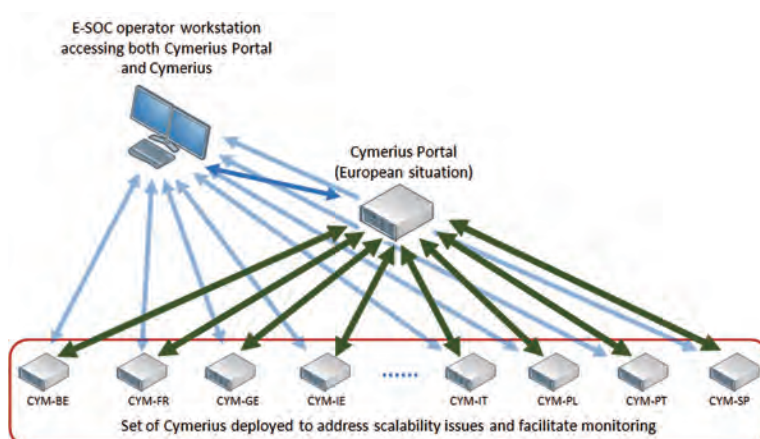 E-SOC operator workstation
accessing both Cymerius Portal
and Cymerius
Cymerius Portal
(European situation)
CYM-BE
CYM-FR
CYM-GE
CYM-IE
CYM-IT
CYM-PL
CYM-PT
CYM-SP
Set of Cymerius deployed to address scalability issues and facilitate monitoring